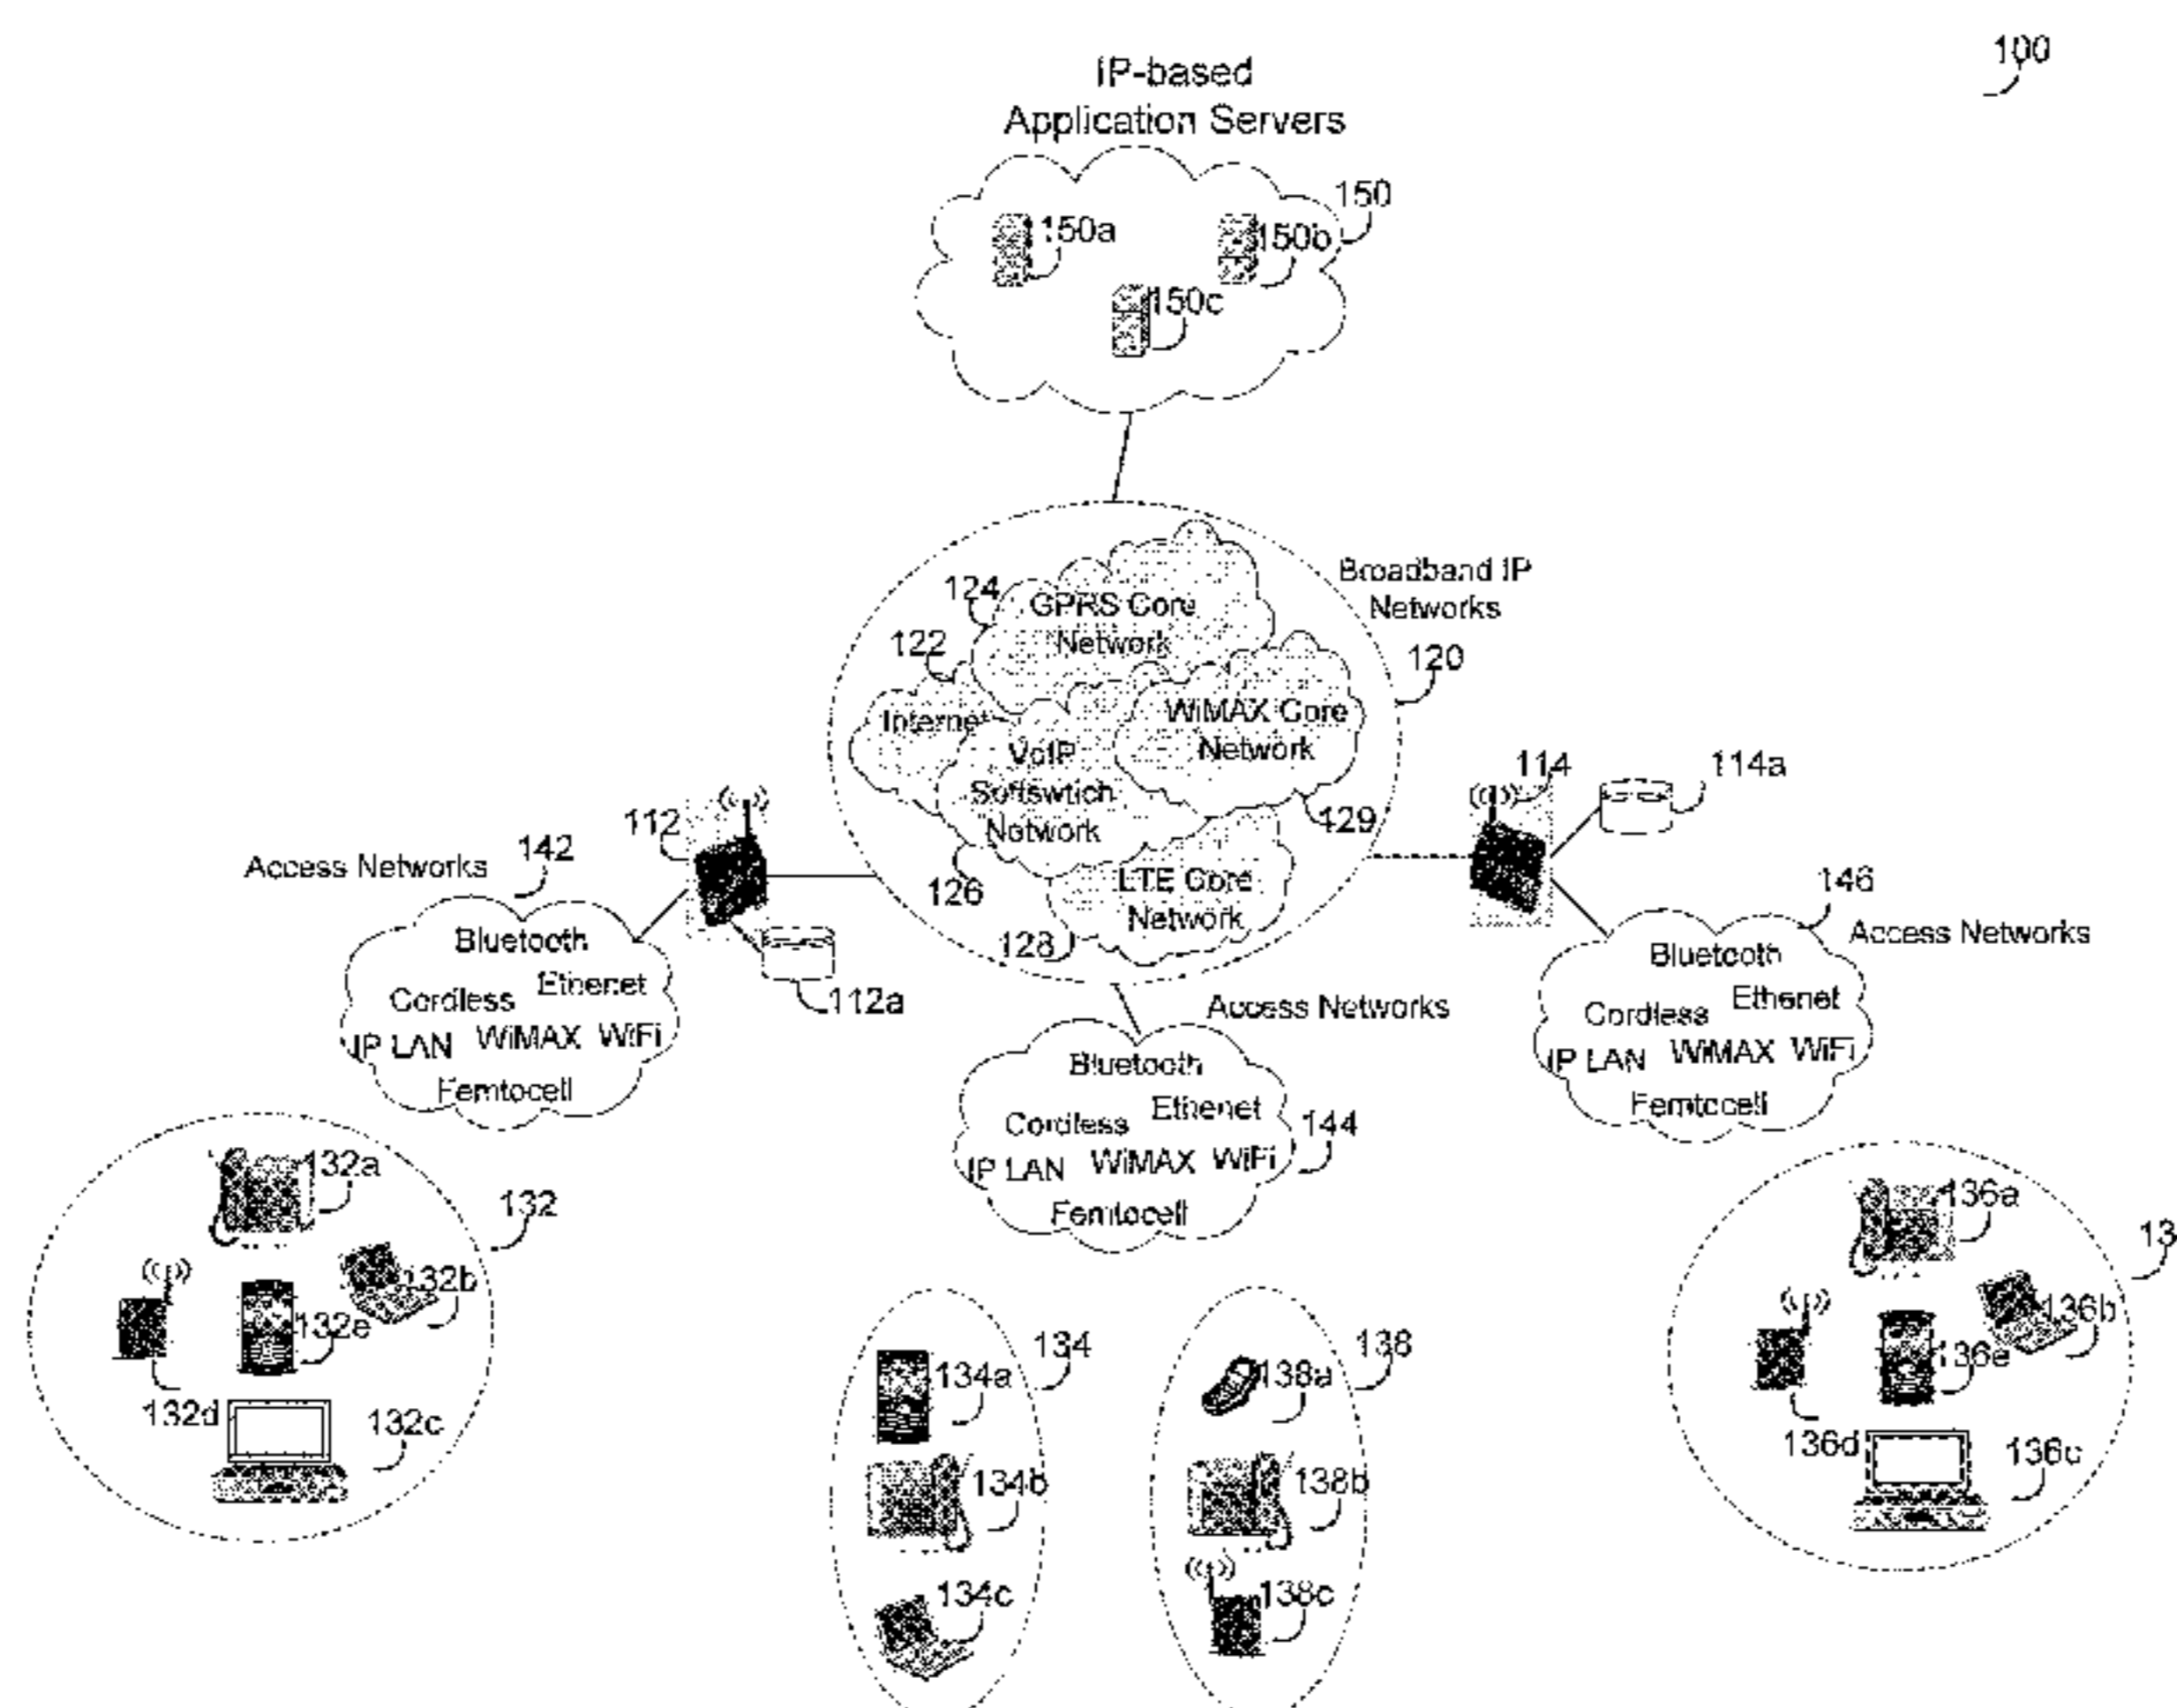 100
IP-based
Application Servers
150
150a
150b
150c
Broadband IP
Networks
124
GPRS Core
Network
122
120
Internet
WiMAX Core
Network
VoIP
Softswtich
Network
114
114a
112
129
Access Networks
142
126
LTE Core
Network
128
146
Access Networks
Bluetooth
Ethenet
Cordless
IP LAN WiMAX WiFi
Femtocell
112a
Access Networks
Bluetooth
Ethenet
Cordless
IP LAN WiMAX WiFi
Femtocell
144
Bluetooth
Ethenet
Cordless
IP LAN WiMAX WiFi
Femtocell
132a
132
132b
132e
132d
132c
134
134a
134b
134c
138
138a
138b
138c
136a
13
136b
136e
136d
136c